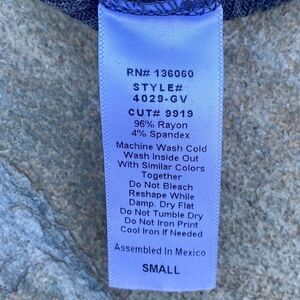 RN# 136060
STYLE#
4029-GV
CUT# 9919
96% Rayon
4% Spandex
Machine Wash Cold
Wash Inside Out
With Similar Colors
Together
Do Not Bleach
Reshape While
Damp. Dry Flat
Do Not Tumble Dry
Do Not Iron Print
Cool Iron If Needed
Assembled in Mexico
SMALL